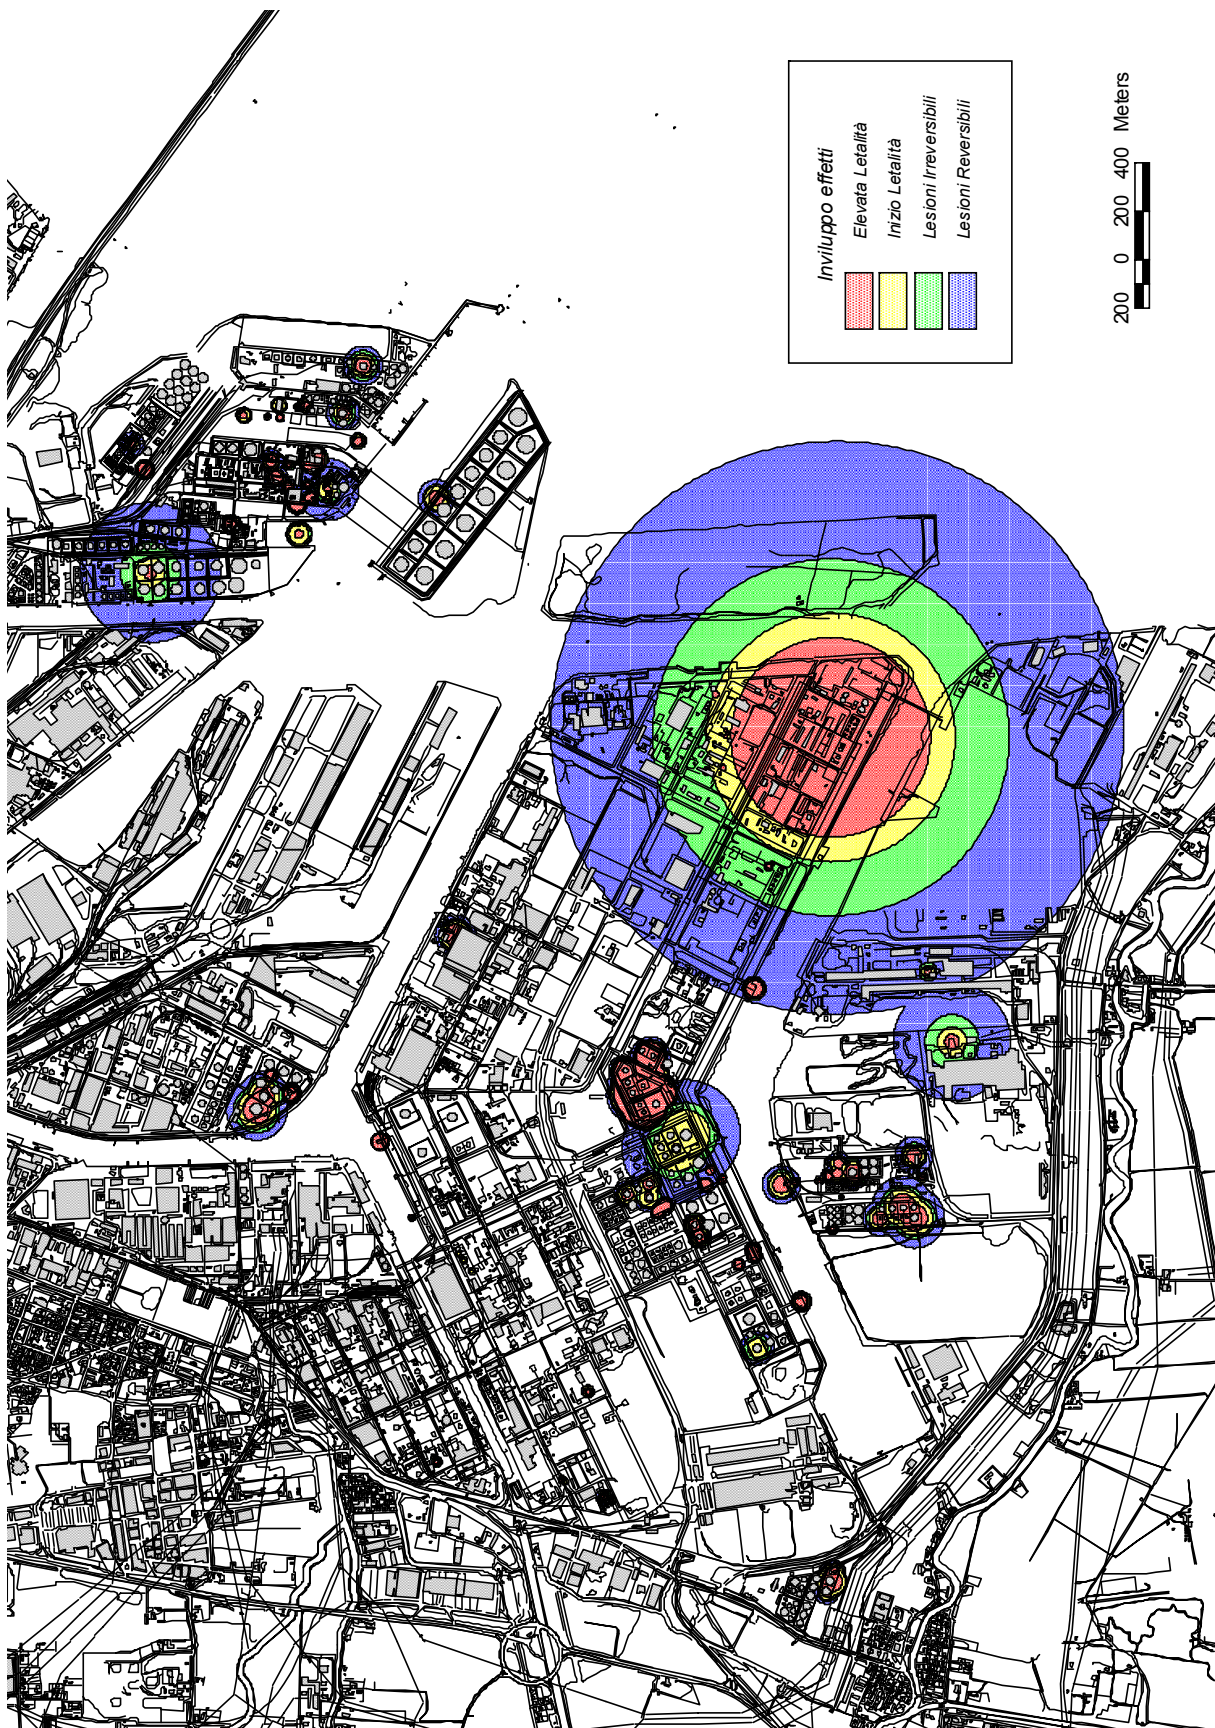 Inviluppo effetti
Elevata Letalità
Inizio Letalità
Lesioni Irreversibili
Lesioni Reversibili
200 0 200 400 Meters